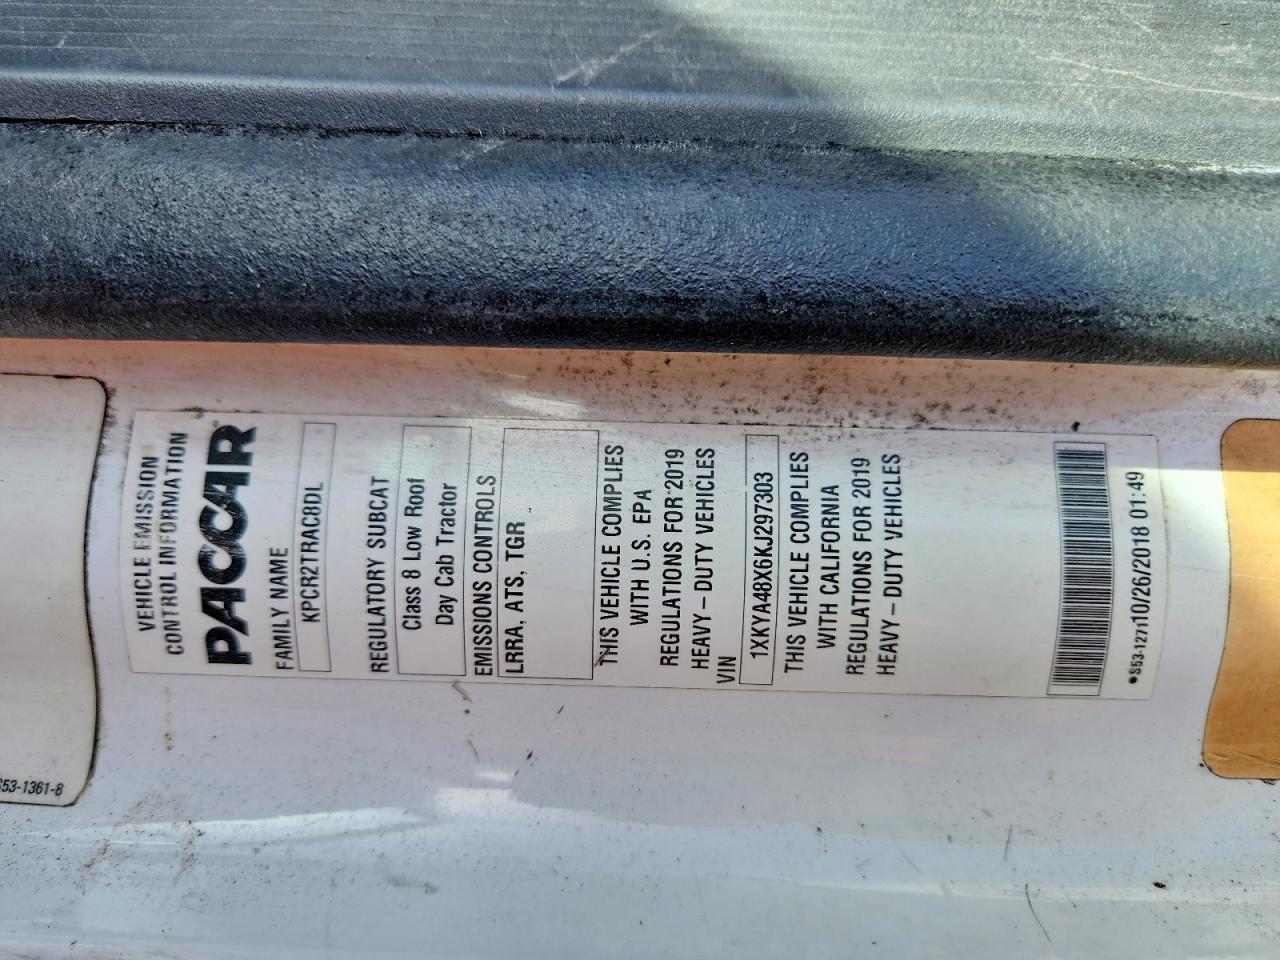 VEHICLE EMISSION
CONTROL INFORMATION
PACCAR
FAMILY NAME
KPCR2TRAC8DL
REGULATORY SUBCAT
Class 8 Low Roof
Day Cab Tractor
EMISSIONS CONTROLS
LRRA, ATS, TGR
THIS VEHICLE COMPLIES
WITH U.S. EPA
REGULATIONS FOR 2019
HEAVY-DUTY VEHICLES
VIN
1XKYA48X6KJ297303
THIS VEHICLE COMPLIES
WITH CALIFORNIA
REGULATIONS FOR 2019
HEAVY-DUTY VEHICLES
•S53-127110/26/2018 01:49
S53-1361-8